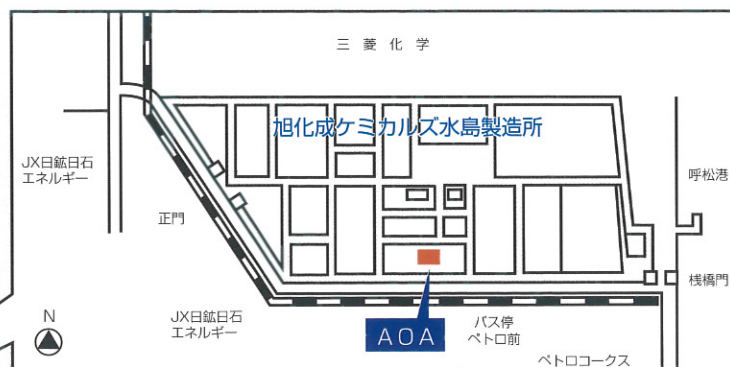 三菱化学
旭化成ケミカルズ水島製造所
JX日鉱日石
エネルギー
呼松港
正門
桟橋門
N
JX日鉱日石
エネルギー
AOA
バス停
ペトロ前
ペトロコークス